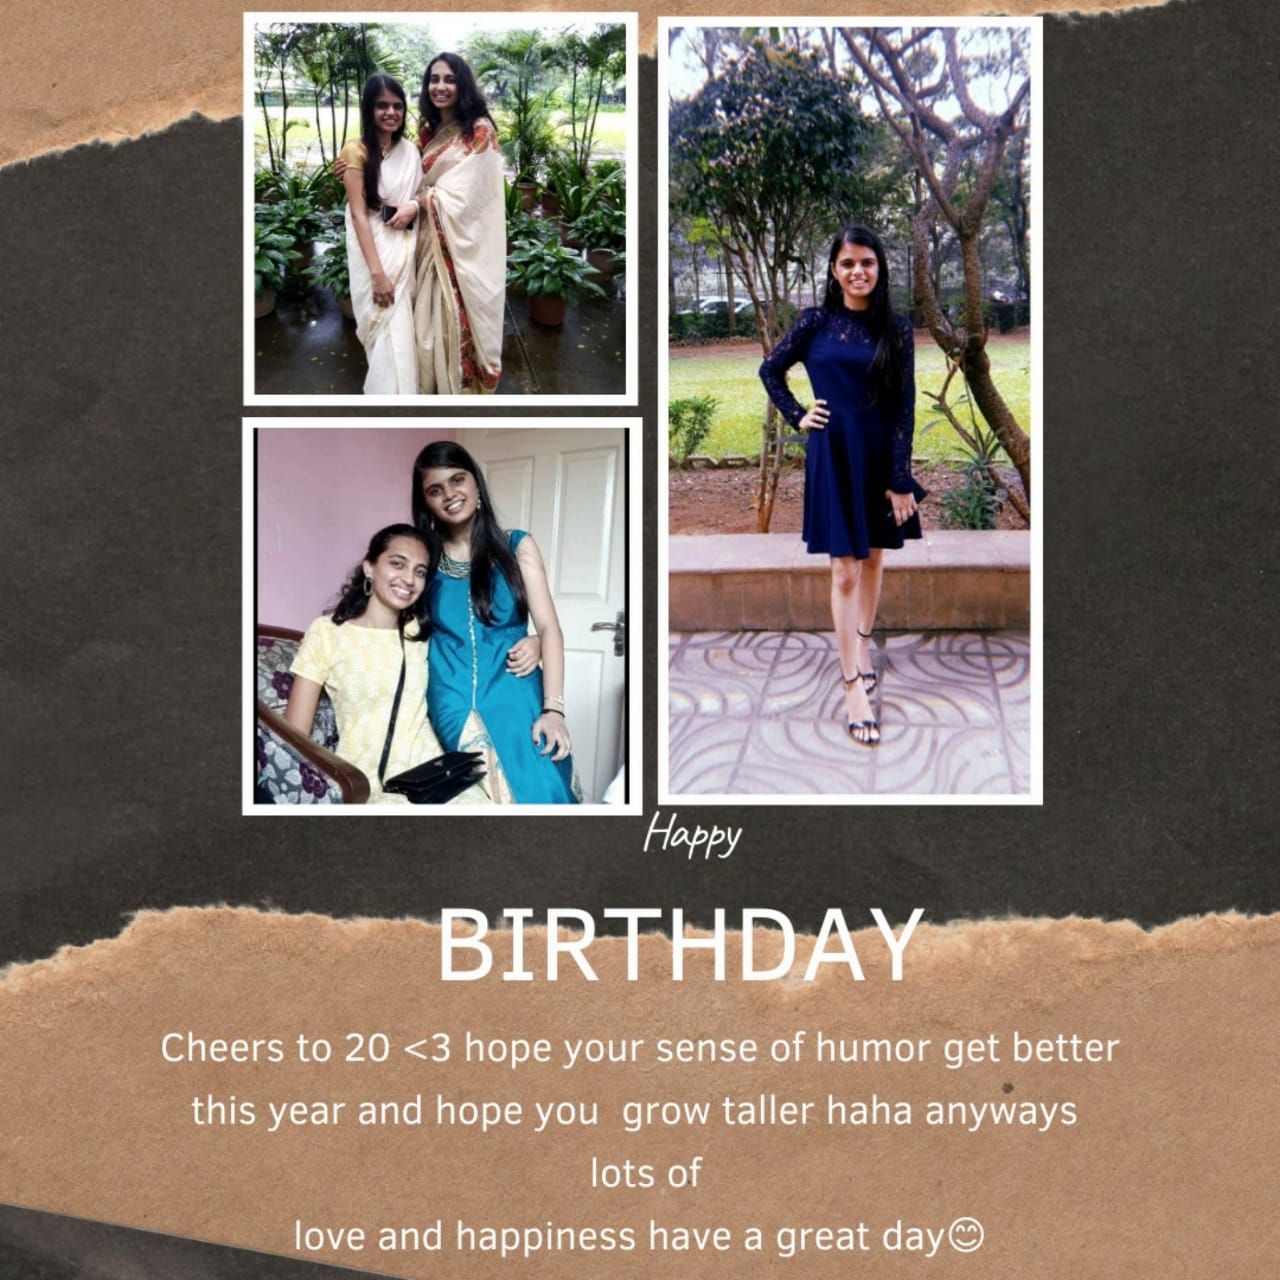 Happy
BIRTHDAY
Cheers to 20 <3 hope your sense of humor get better
this year and hope you  grow taller haha anyways
lots of
love and happiness have a great day😊